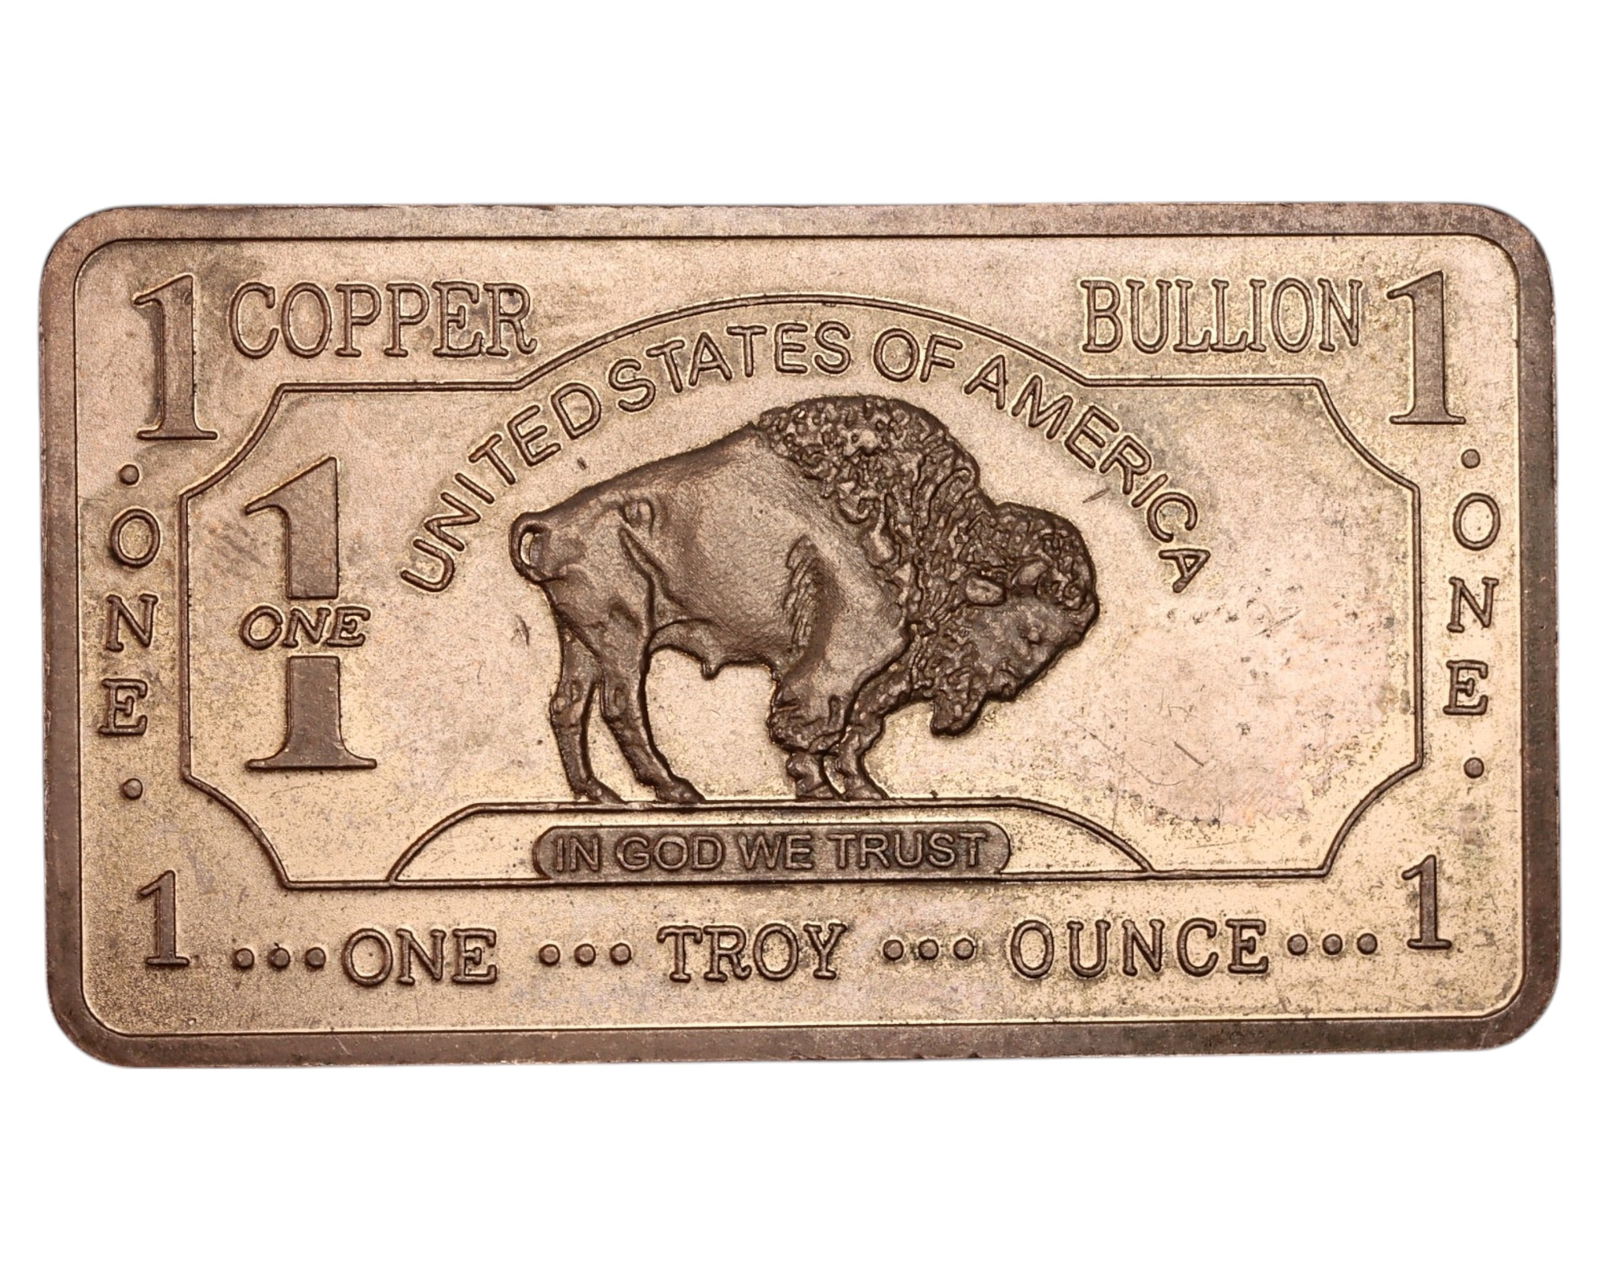 1 COPPER BULLION 1
UNITED STATES OF AMERICA
· ONE ·
1
ONE
· ONE ·
IN GOD WE TRUST
1 ••• ONE ••• TROY ••• OUNCE ••• 1